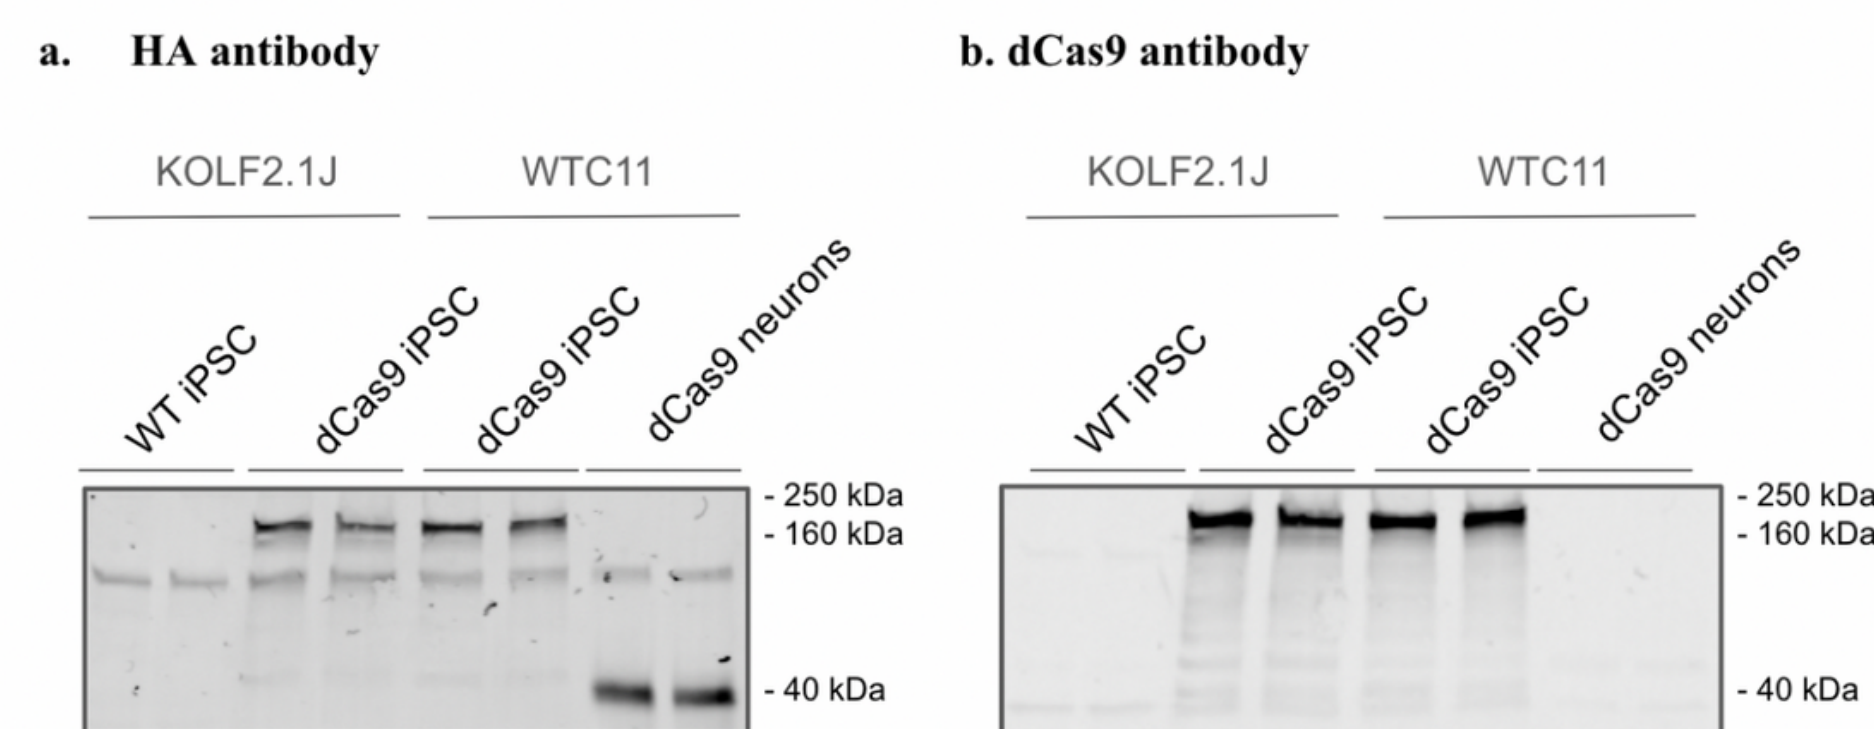 a. HA antibody
KOLF2.1J WTC11
WT iPSC
dCas9 iPSC
dCas9 iPSC
dCas9 neurons
- 250 kDa
- 160 kDa
- 40 kDa
b. dCas9 antibody
KOLF2.1J WTC11
WT iPSC
dCas9 iPSC
dCas9 iPSC
dCas9 neurons
- 250 kDa
- 160 kDa
- 40 kDa